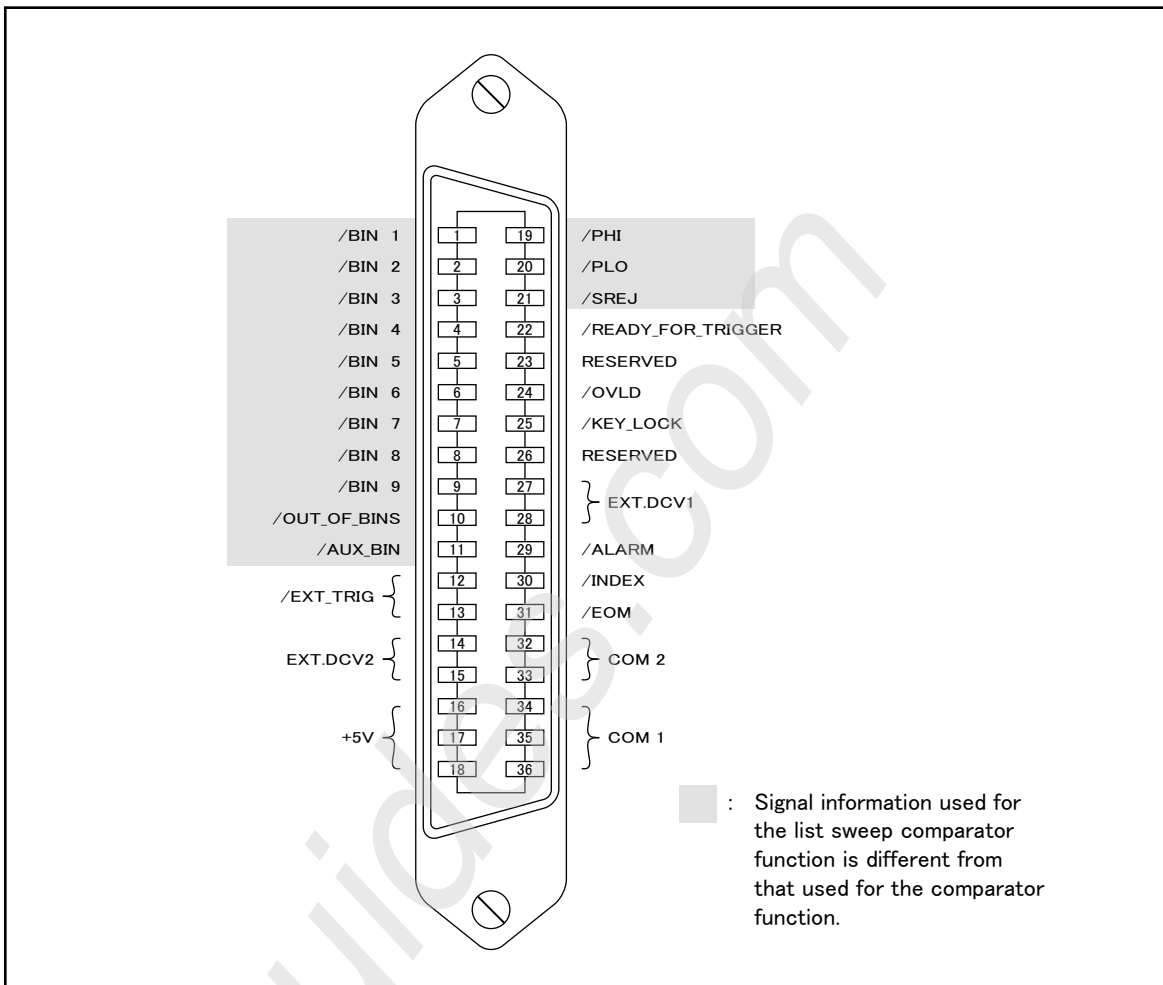 /BIN 1 1 19 /PHI
/BIN 2 2 20 /PLO
/BIN 3 3 21 /SREJ
/BIN 4 4 22 /READY_FOR_TRIGGER
/BIN 5 5 23 RESERVED
/BIN 6 6 24 /OVLD
/BIN 7 7 25 /KEY_LOCK
/BIN 8 8 26 RESERVED
/BIN 9 9 27
EXT.DCV1
/OUT_OF_BINS 10 28
/AUX_BIN 11 29 /ALARM
12 30 /INDEX
/EXT_TRIG
13 31 /EOM
14 32
EXT.DCV2 COM 2
15 33
16 34
+5V 17 35 COM 1
18 36
: Signal information used for
the list sweep comparator
function is different from
that used for the comparator
function.
uides.com